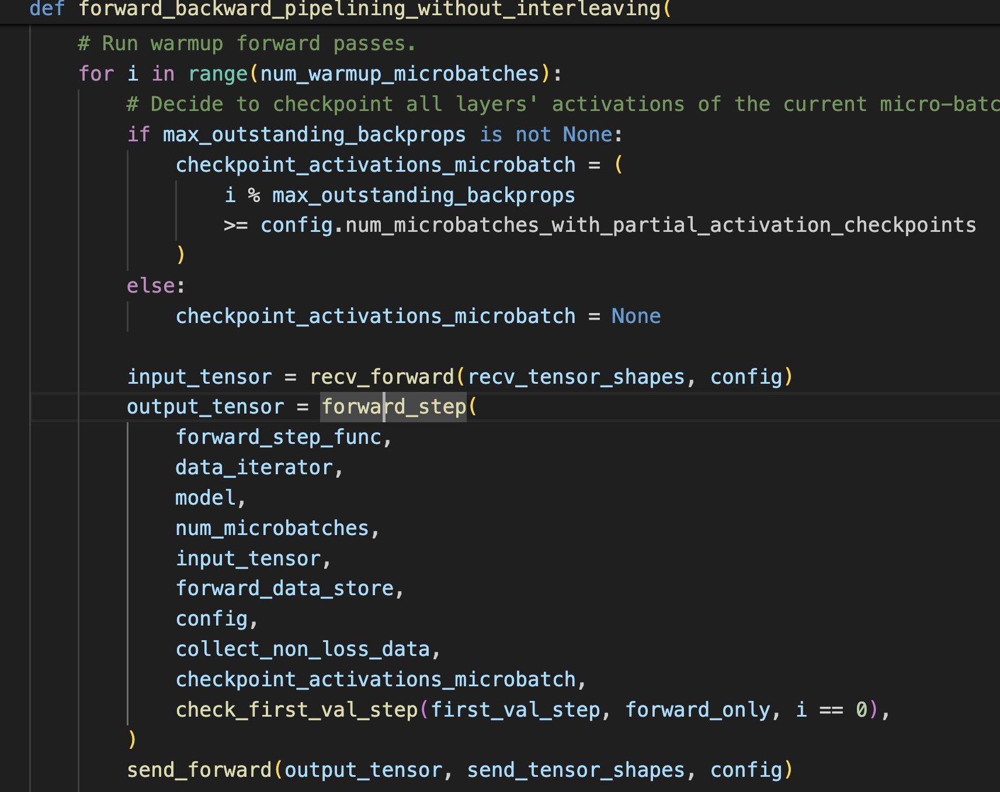 def forward_backward_pipelining_without_interleaving(
# Run warmup forward passes.
for i in range(num_warmup_microbatches):
# Decide to checkpoint all layers' activations of the current micro-batc
if max_outstanding_backprops is not None:
checkpoint_activations_microbatch = (
i % max_outstanding_backprops
>= config.num_microbatches_with_partial_activation_checkpoints
)
else:
checkpoint_activations_microbatch = None
input_tensor = recv_forward(recv_tensor_shapes, config)
output_tensor = forward_step(
forward_step_func,
data_iterator,
model,
num_microbatches,
input_tensor,
forward_data_store,
config,
collect_non_loss_data,
checkpoint_activations_microbatch,
check_first_val_step(first_val_step, forward_only, i == 0),
)
send_forward(output_tensor, send_tensor_shapes, config)